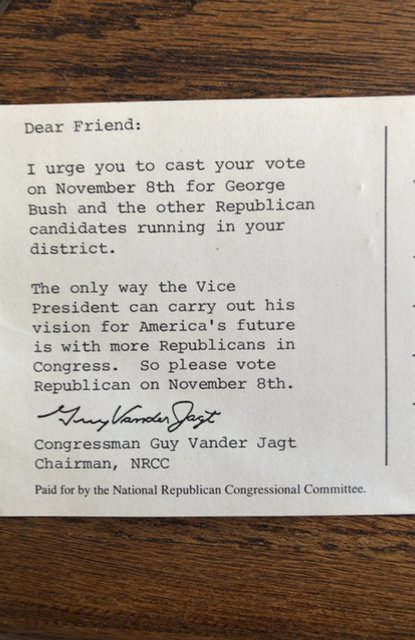 Dear Friend:
I urge you to cast your vote
on November 8th for George
Bush and the other Republican
candidates running in your
district.
The only way the Vice
President can carry out his
vision for America's future
is with more Republicans in
Congress.  So please vote
Republican on November 8th.
Guy Vander Jagt
Congressman Guy Vander Jagt
Chairman, NRCC
Paid for by the National Republican Congressional Committee.